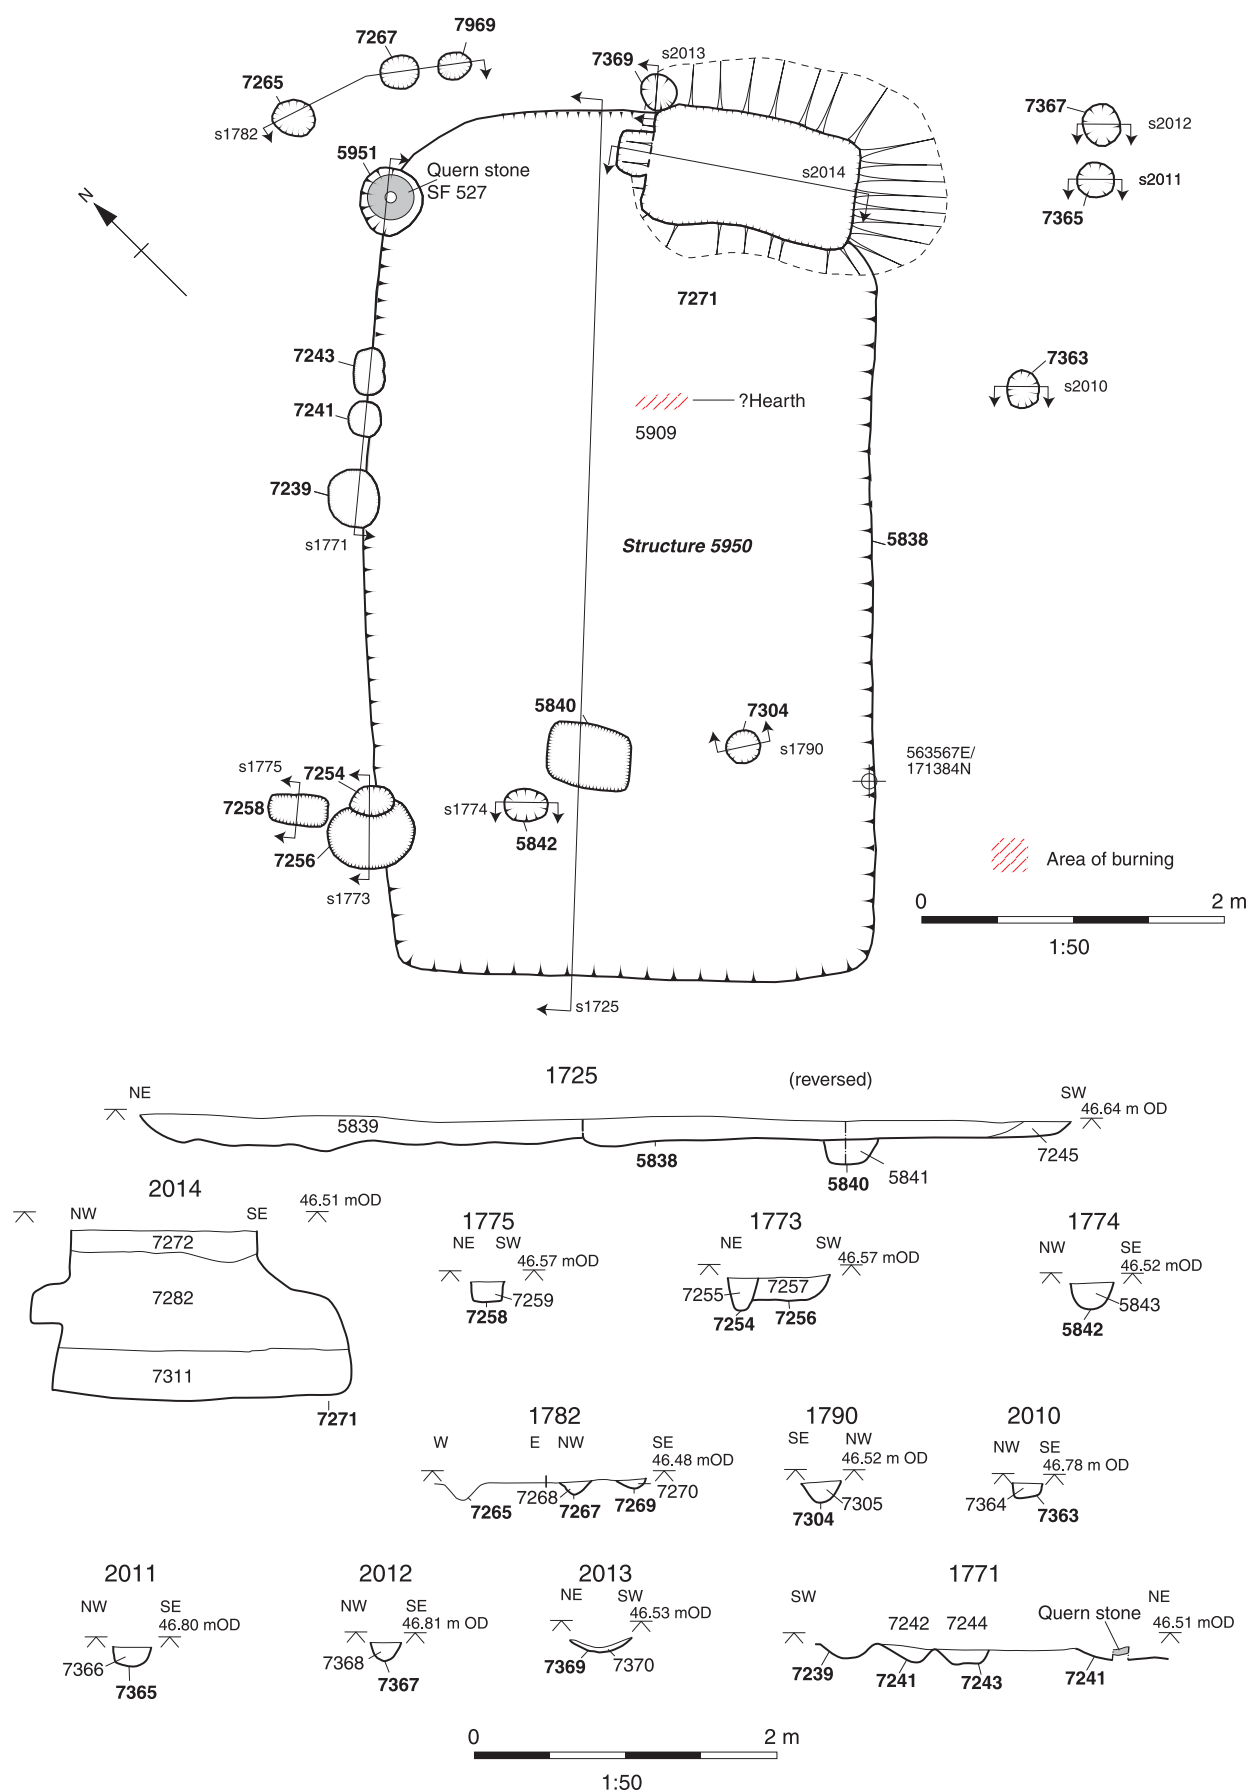 7969
7267
7265
s1782
5951
Quern stone
SF 527
N
7369
s2013
s2014
7367
s2012
s2011
7365
7271
7243
7241
7239
s1771
?Hearth
5909
7363
s2010
Structure 5950
5838
5840
7304
s1790
563567E/
171384N
s1775
7254
7258
7256
s1773
s1774
5842
Area of burning
0 2 m
1:50
s1725
1725
(reversed)
NE
SW
46.64 m OD
5839
5838
5840
5841
7245
2014
NW SE
46.51 mOD
7272
7282
7311
7271
1775
NE SW
46.57 mOD
7259
7258
1773
NE SW
46.57 mOD
7255
7257
7254
7256
1774
NW SE
46.52 mOD
5843
5842
1782
W E NW SE
46.48 mOD
7265
7268
7267
7269
7270
1790
SE NW
46.52 m OD
7305
7304
2010
NW SE
46.78 m OD
7364
7363
2011
NW SE
46.80 mOD
7366
7365
2012
NW SE
46.81 m OD
7368
7367
2013
NE SW
46.53 mOD
7369
7370
1771
SW NE
46.51 mOD
7242 7244
Quern stone
7239
7241
7243
7241
0 2 m
1:50